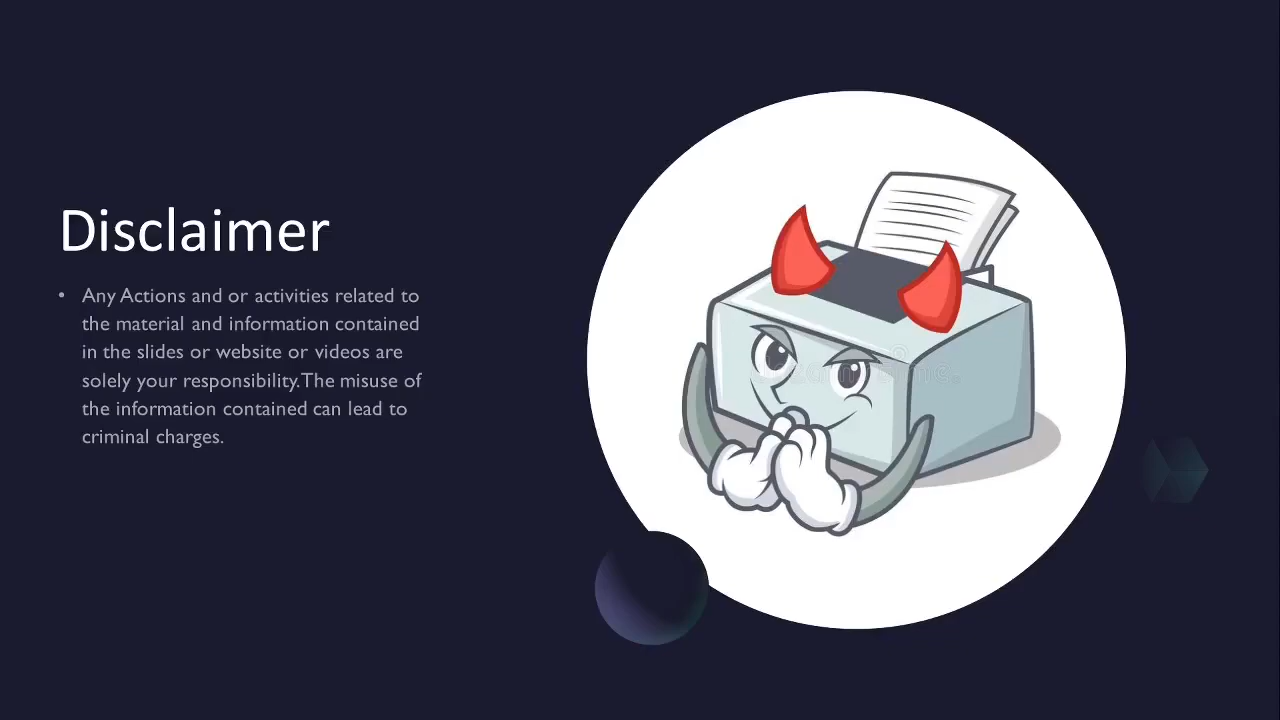 Disclaimer
• Any Actions and or activities related to
the material and information contained
in the slides or website or videos are
solely your responsibility.The misuse of
the information contained can lead to
criminal charges.